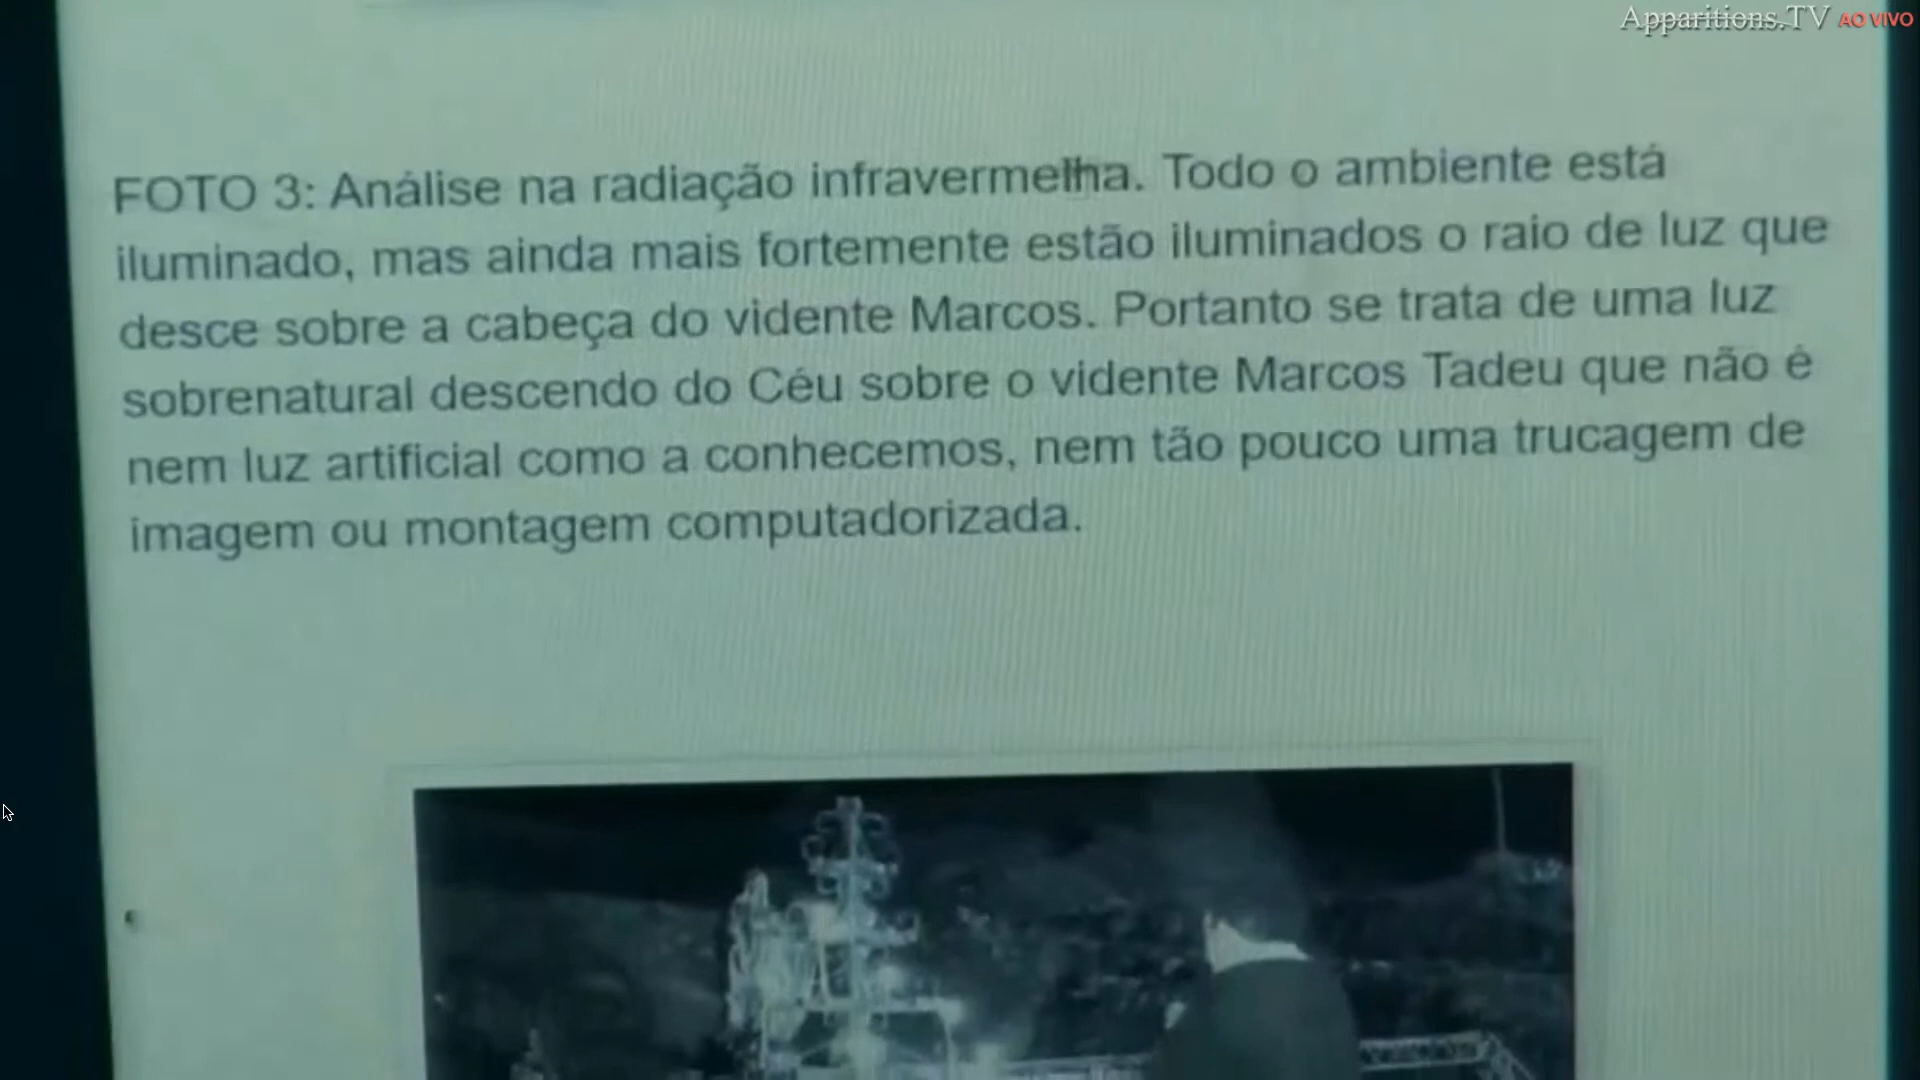 Apparitions.TV AO VIVO
FOTO 3: Análise na radiação infravermelha. Todo o ambiente está
iluminado, mas ainda mais fortemente estão iluminados o raio de luz que
desce sobre a cabeça do vidente Marcos. Portanto se trata de uma luz
sobrenatural descendo do Céu sobre o vidente Marcos Tadeu que não é
nem luz artificial como a conhecemos, nem tão pouco uma trucagem de
imagem ou montagem computadorizada.